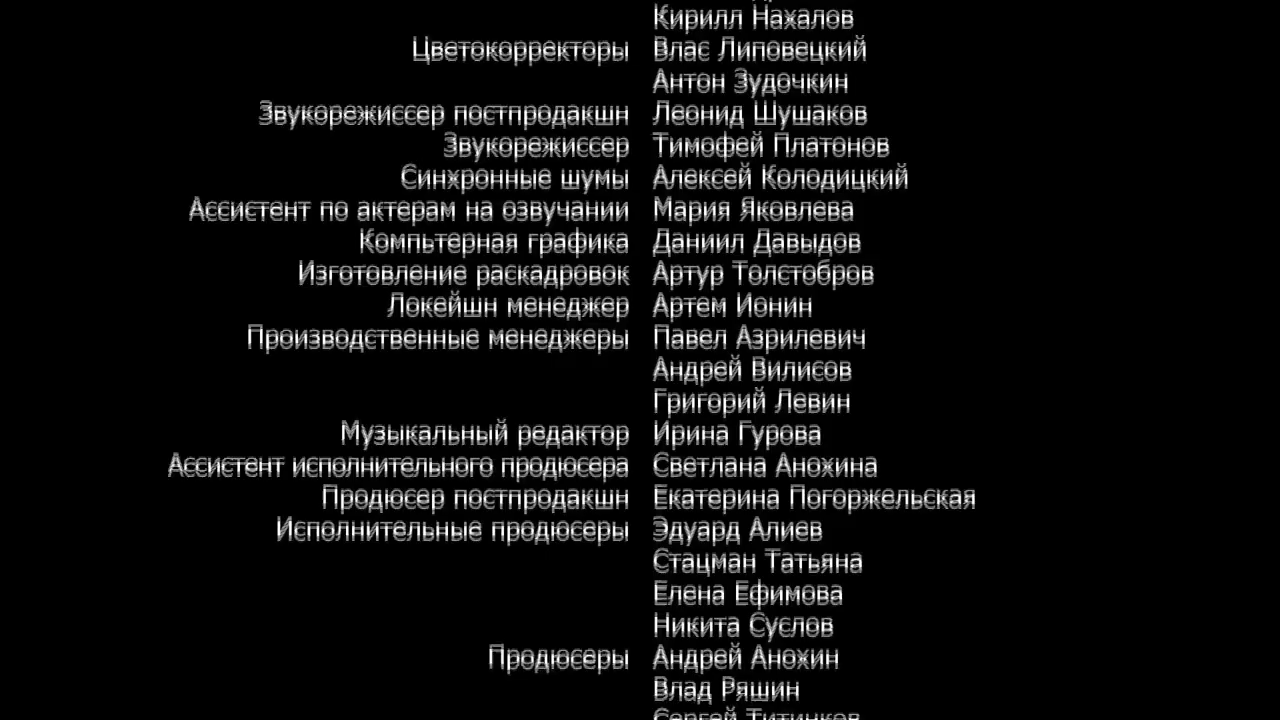 Кирилл Нахалов
Цветокорректоры Влас Липовецкий
Антон Зудочкин
Звукорежиссер постпродакшн Леонид Шушаков
Звукорежиссер Тимофей Платонов
Синхронные шумы Алексей Колодицкий
Ассистент по актерам на озвучании Мария Яковлева
Компьтерная графика Даниил Давыдов
Изготовление раскадровок Артур Толстобров
Локейшн менеджер Артем Ионин
Производственные менеджеры Павел Азрилевич
Андрей Вилисов
Григорий Левин
Музыкальный редактор Ирина Гурова
Ассистент исполнительного продюсера Светлана Анохина
Продюсер постпродакшн Екатерина Погоржельская
Исполнительные продюсеры Эдуард Алиев
Стацман Татьяна
Елена Ефимова
Никита Суслов
Продюсеры Андрей Анохин
Влад Ряшин
Сергей Титинков